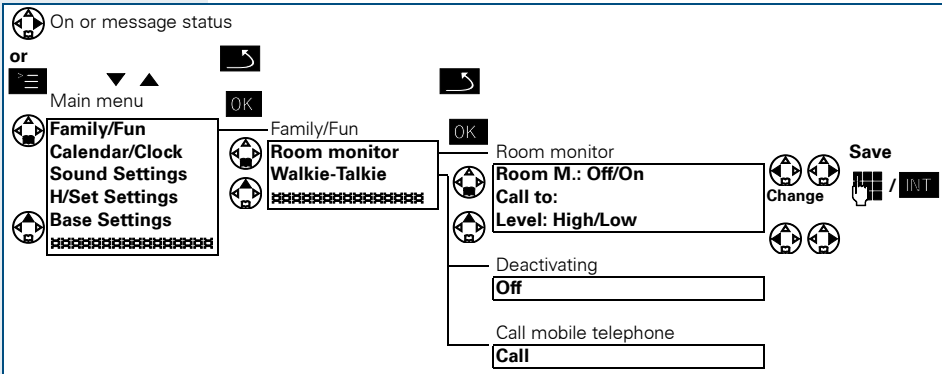 On or message status
or
Main menu
OK
Family/Fun
Calendar/Clock
Sound Settings
H/Set Settings
Base Settings
Family/Fun
Room monitor
Walkie-Talkie
OK
Room monitor
Room M.: Off/On
Call to:
Level: High/Low
Change
Save
/ INT
Deactivating
Off
Call mobile telephone
Call